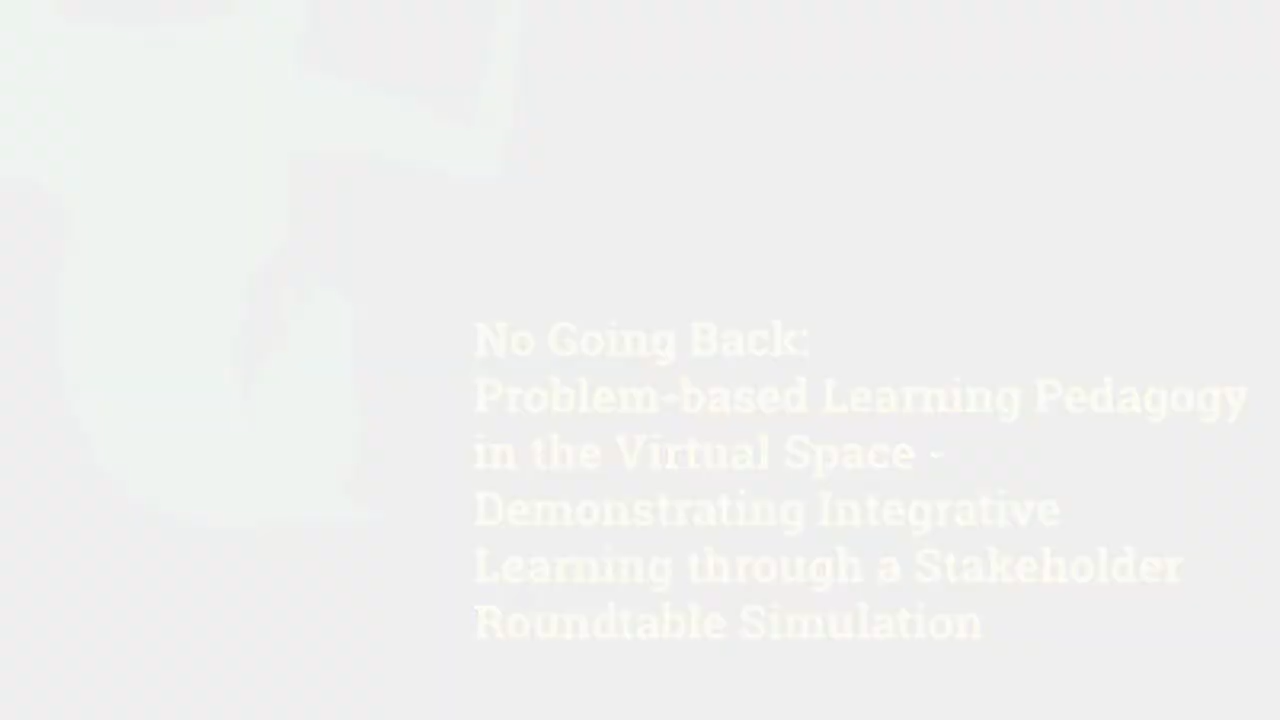 No Going Back:
Problem-based Learning Pedagogy
in the Virtual Space -
Demonstrating Integrative
Learning through a Stakeholder
Roundtable Simulation